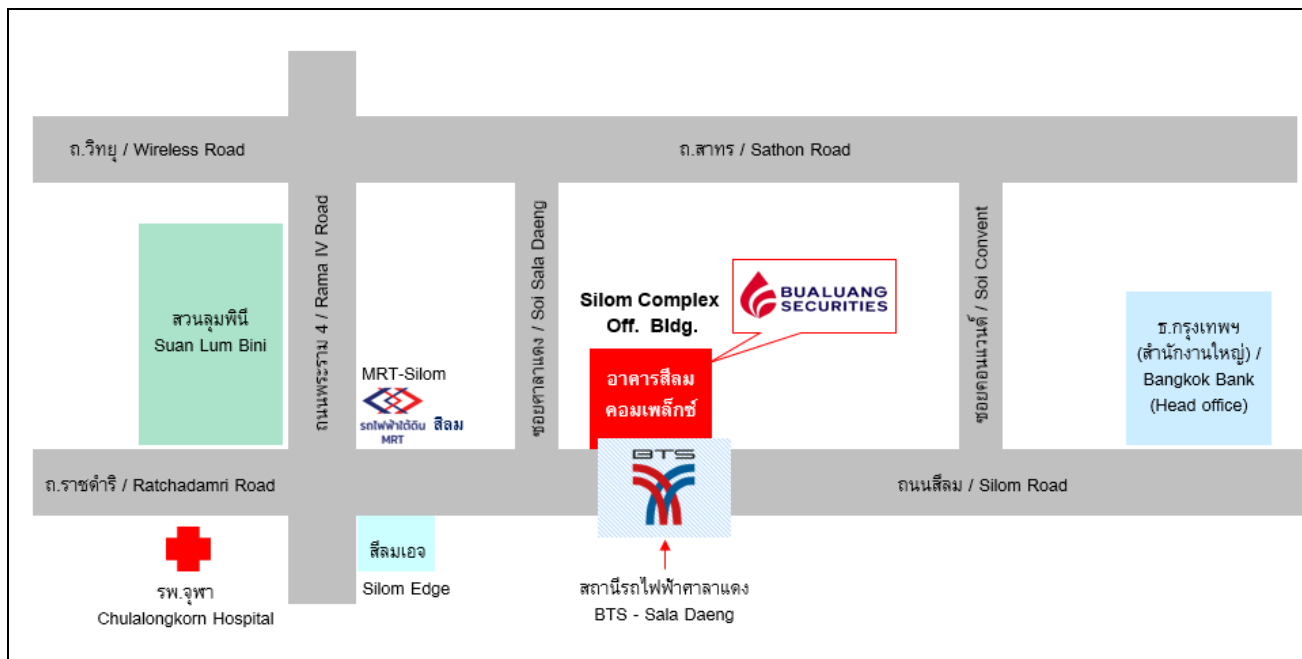 ถ.วิทยุ / Wireless Road
ถ.สาทร / Sathon Road
ถนนพระราม 4 / Rama IV Road
ซอยศาลาแดง / Soi Sala Daeng
ซอยคอนแวนต์ / Soi Convent
สวนลุมพินี
Suan Lum Bini
MRT-Silom
รถไฟฟ้าใต้ดิน สีลม
MRT
Silom Complex
Off. Bldg.
BUALUANG
SECURITIES
อาคารสีลม
คอมเพล็กซ์
ธ.กรุงเทพฯ
(สำนักงานใหญ่) /
Bangkok Bank
(Head office)
ถ.ราชดำริ / Ratchadamri Road
BTS
ถนนสีลม / Silom Road
รพ.จุฬา
Chulalongkorn Hospital
สีลมเอจ
Silom Edge
สถานีรถไฟฟ้าศาลาแดง
BTS - Sala Daeng